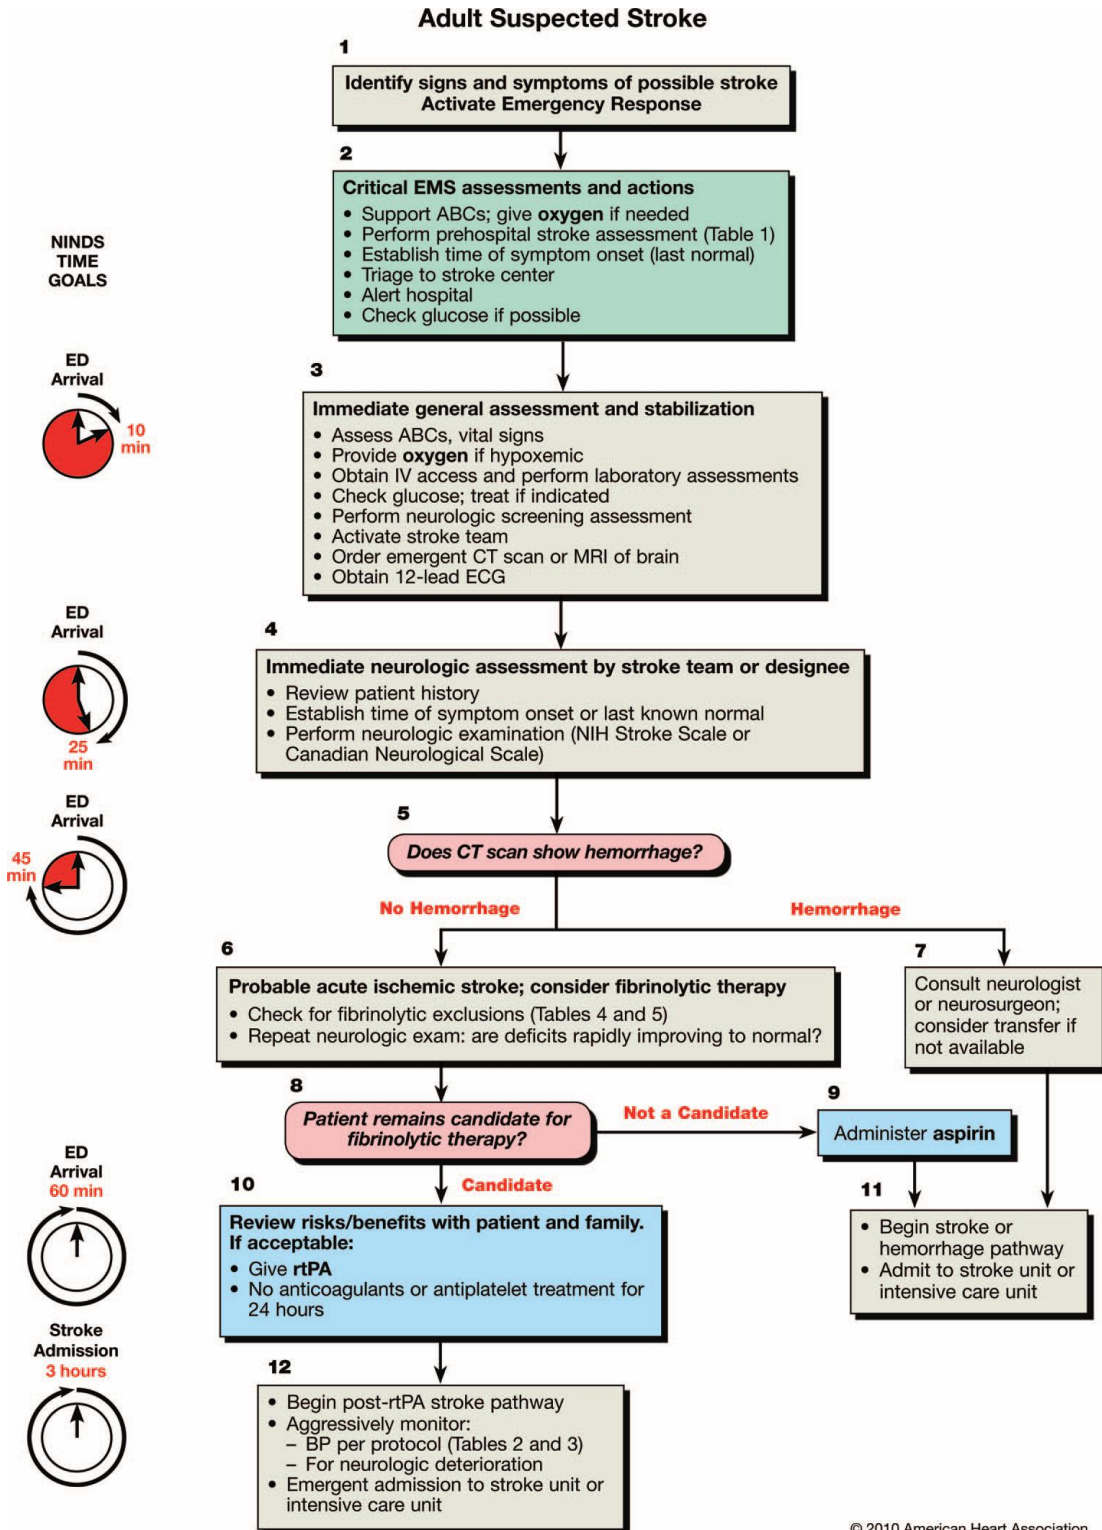 Adult Suspected Stroke
1
Identify signs and symptoms of possible stroke
Activate Emergency Response
2
Critical EMS assessments and actions
• Support ABCs; give oxygen if needed
• Perform prehospital stroke assessment (Table 1)
• Establish time of symptom onset (last normal)
• Triage to stroke center
• Alert hospital
• Check glucose if possible
NINDS
TIME
GOALS
ED
Arrival
10
min
3
Immediate general assessment and stabilization
• Assess ABCs, vital signs
• Provide oxygen if hypoxemic
• Obtain IV access and perform laboratory assessments
• Check glucose; treat if indicated
• Perform neurologic screening assessment
• Activate stroke team
• Order emergent CT scan or MRI of brain
• Obtain 12-lead ECG
ED
Arrival
25
min
4
Immediate neurologic assessment by stroke team or designee
• Review patient history
• Establish time of symptom onset or last known normal
• Perform neurologic examination (NIH Stroke Scale or
Canadian Neurological Scale)
ED
Arrival
45
min
5
Does CT scan show hemorrhage?
No Hemorrhage
Hemorrhage
6
Probable acute ischemic stroke; consider fibrinolytic therapy
• Check for fibrinolytic exclusions (Tables 4 and 5)
• Repeat neurologic exam: are deficits rapidly improving to normal?
7
Consult neurologist
or neurosurgeon;
consider transfer if
not available
8
Patient remains candidate for
fibrinolytic therapy?
Not a Candidate
9
Administer aspirin
Candidate
ED
Arrival
60 min
10
Review risks/benefits with patient and family.
If acceptable:
• Give rtPA
• No anticoagulants or antiplatelet treatment for
24 hours
11
• Begin stroke or
hemorrhage pathway
• Admit to stroke unit or
intensive care unit
Stroke
Admission
3 hours
12
• Begin post-rtPA stroke pathway
• Aggressively monitor:
– BP per protocol (Tables 2 and 3)
– For neurologic deterioration
• Emergent admission to stroke unit or
intensive care unit
© 2010 American Heart Association